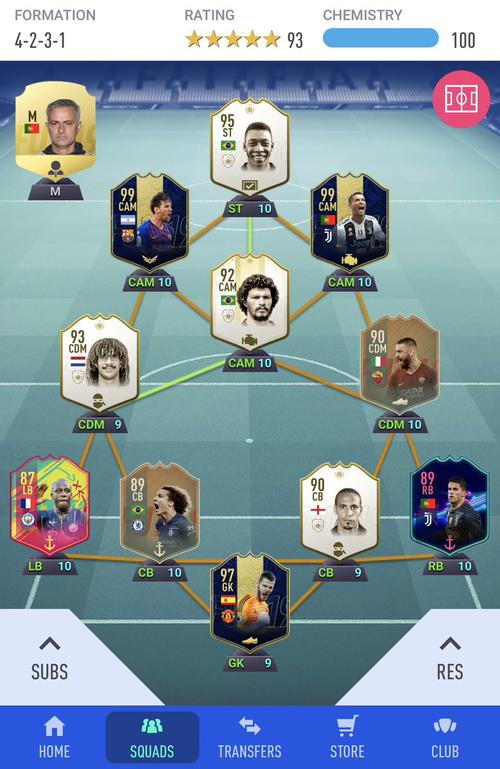 FORMATION
4-2-3-1
RATING
93
CHEMISTRY
100
M
M
95
ST
ST 10
99
CAM
CAM 10
99
CAM
CAM 10
92
CAM
CAM 10
93
CDM
CDM 9
90
CDM
CDM 10
87
LB
LB 10
89
CB
CB 10
90
CB
CB 9
89
RB
RB 10
97
GK
GK 9
SUBS
RES
HOME
SQUADS
TRANSFERS
STORE
CLUB